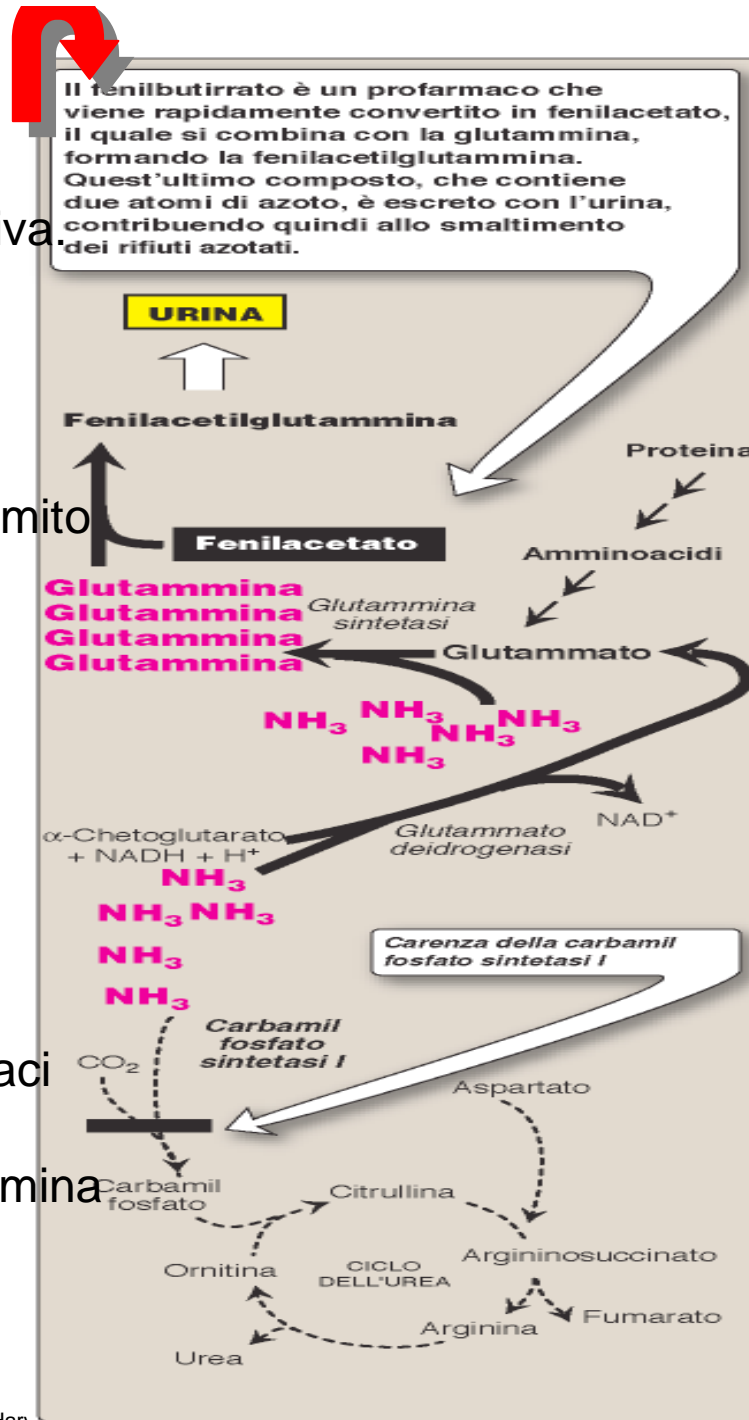 Il fenilbutirrato è un profarmaco che
viene rapidamente convertito in fenilacetato,
il quale si combina con la glutammina,
formando la fenilacetilglutammina.
Quest'ultimo composto, che contiene
due atomi di azoto, è escreto con l'urina,
contribuendo quindi allo smaltimento
dei rifiuti azotati.
iva.
URINA
Fenilacetilglutammina
Proteina
mito
Fenilacetato
Amminoacidi
Glutammina
Glutammina
Glutammina
Glutammina
Glutammina
sintetasi
Glutammato
NH₃ NH₃ NH₃ NH₃
NH₃
α-Chetoglutarato
+ NADH + H⁺
Glutammato
deidrogenasi
NAD⁺
NH₃
NH₃ NH₃
NH₃
NH₃
Carenza della carbamil
fosfato sintetasi I
Carbamil
fosfato
sintetasi I
CO₂
aci
Aspartato
mina
Carbamil
fosfato
Citrullina
Argininosuccinato
Ornitina
CICLO
DELL'UREA
Fumarato
Arginina
Urea